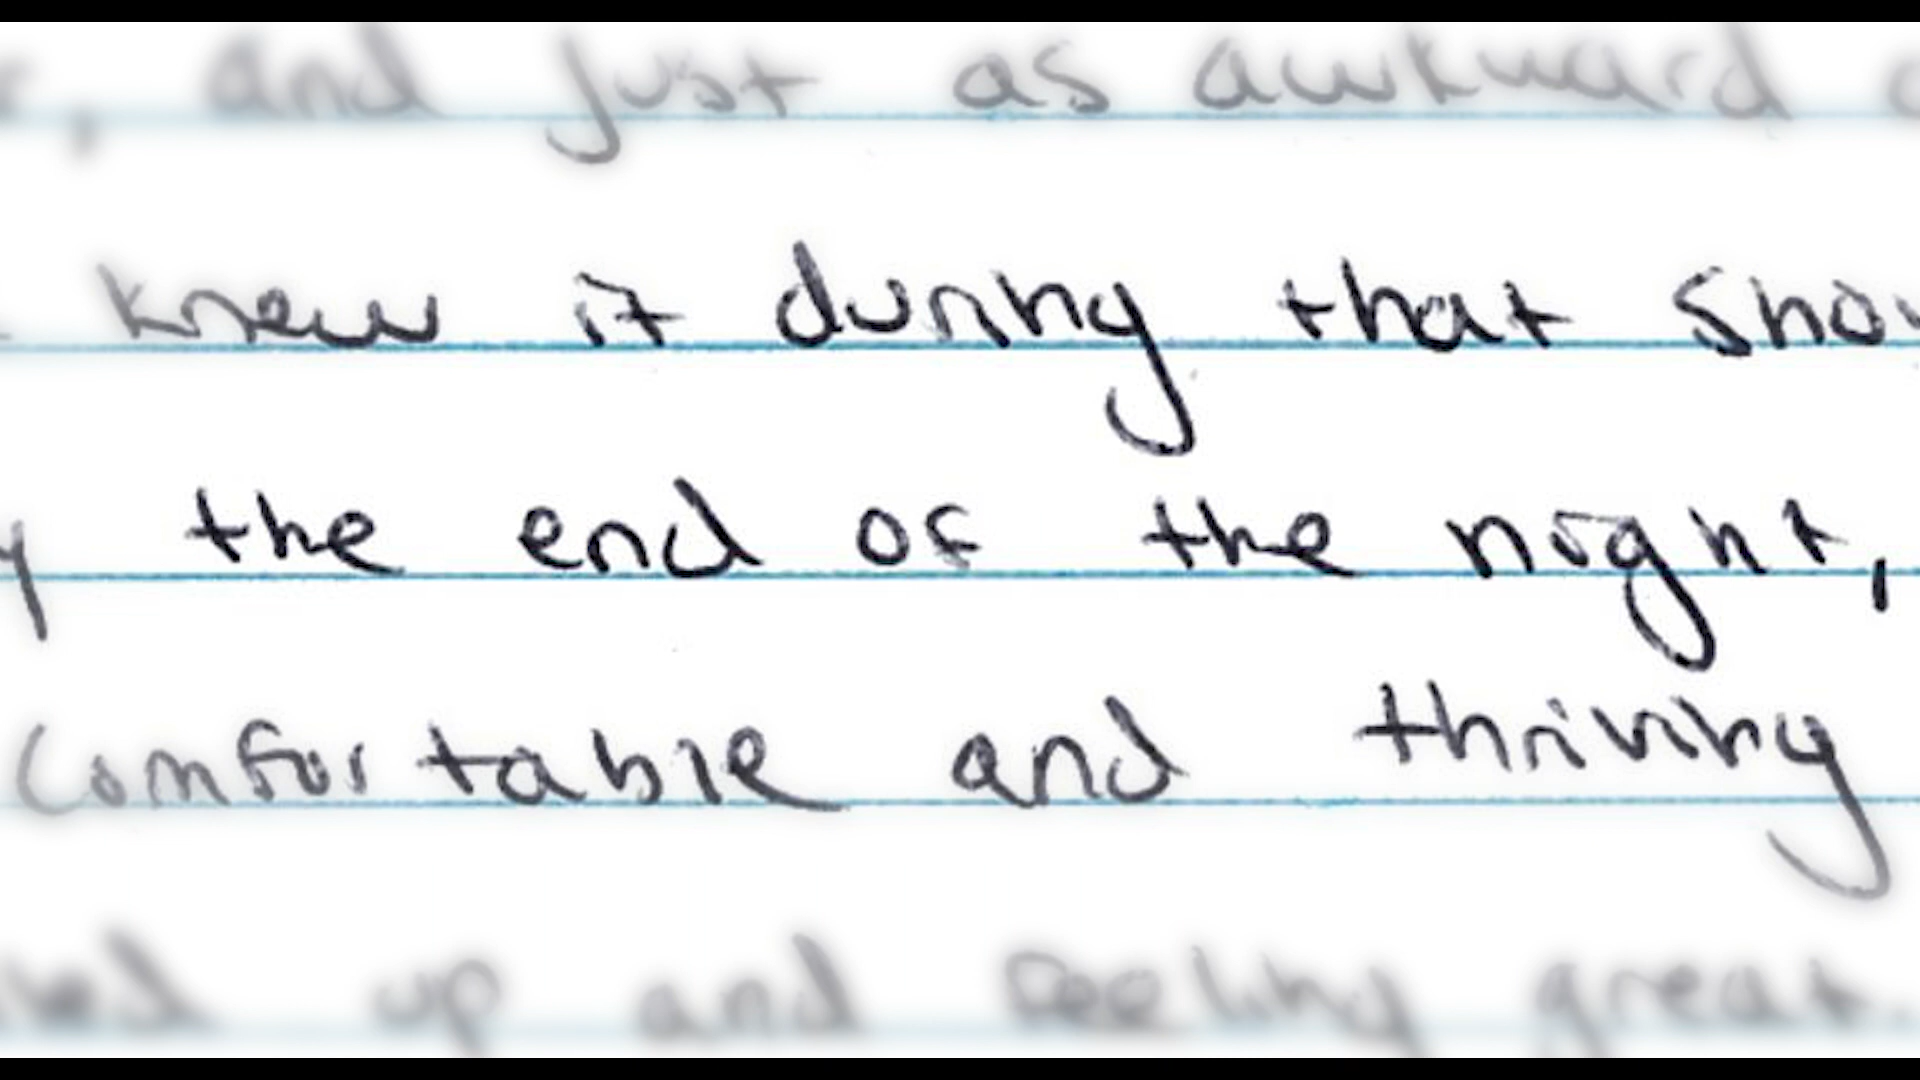 , and just as awkward
knew it during that sho
the end of the night,
comfortable and thriving
up and feeling great.